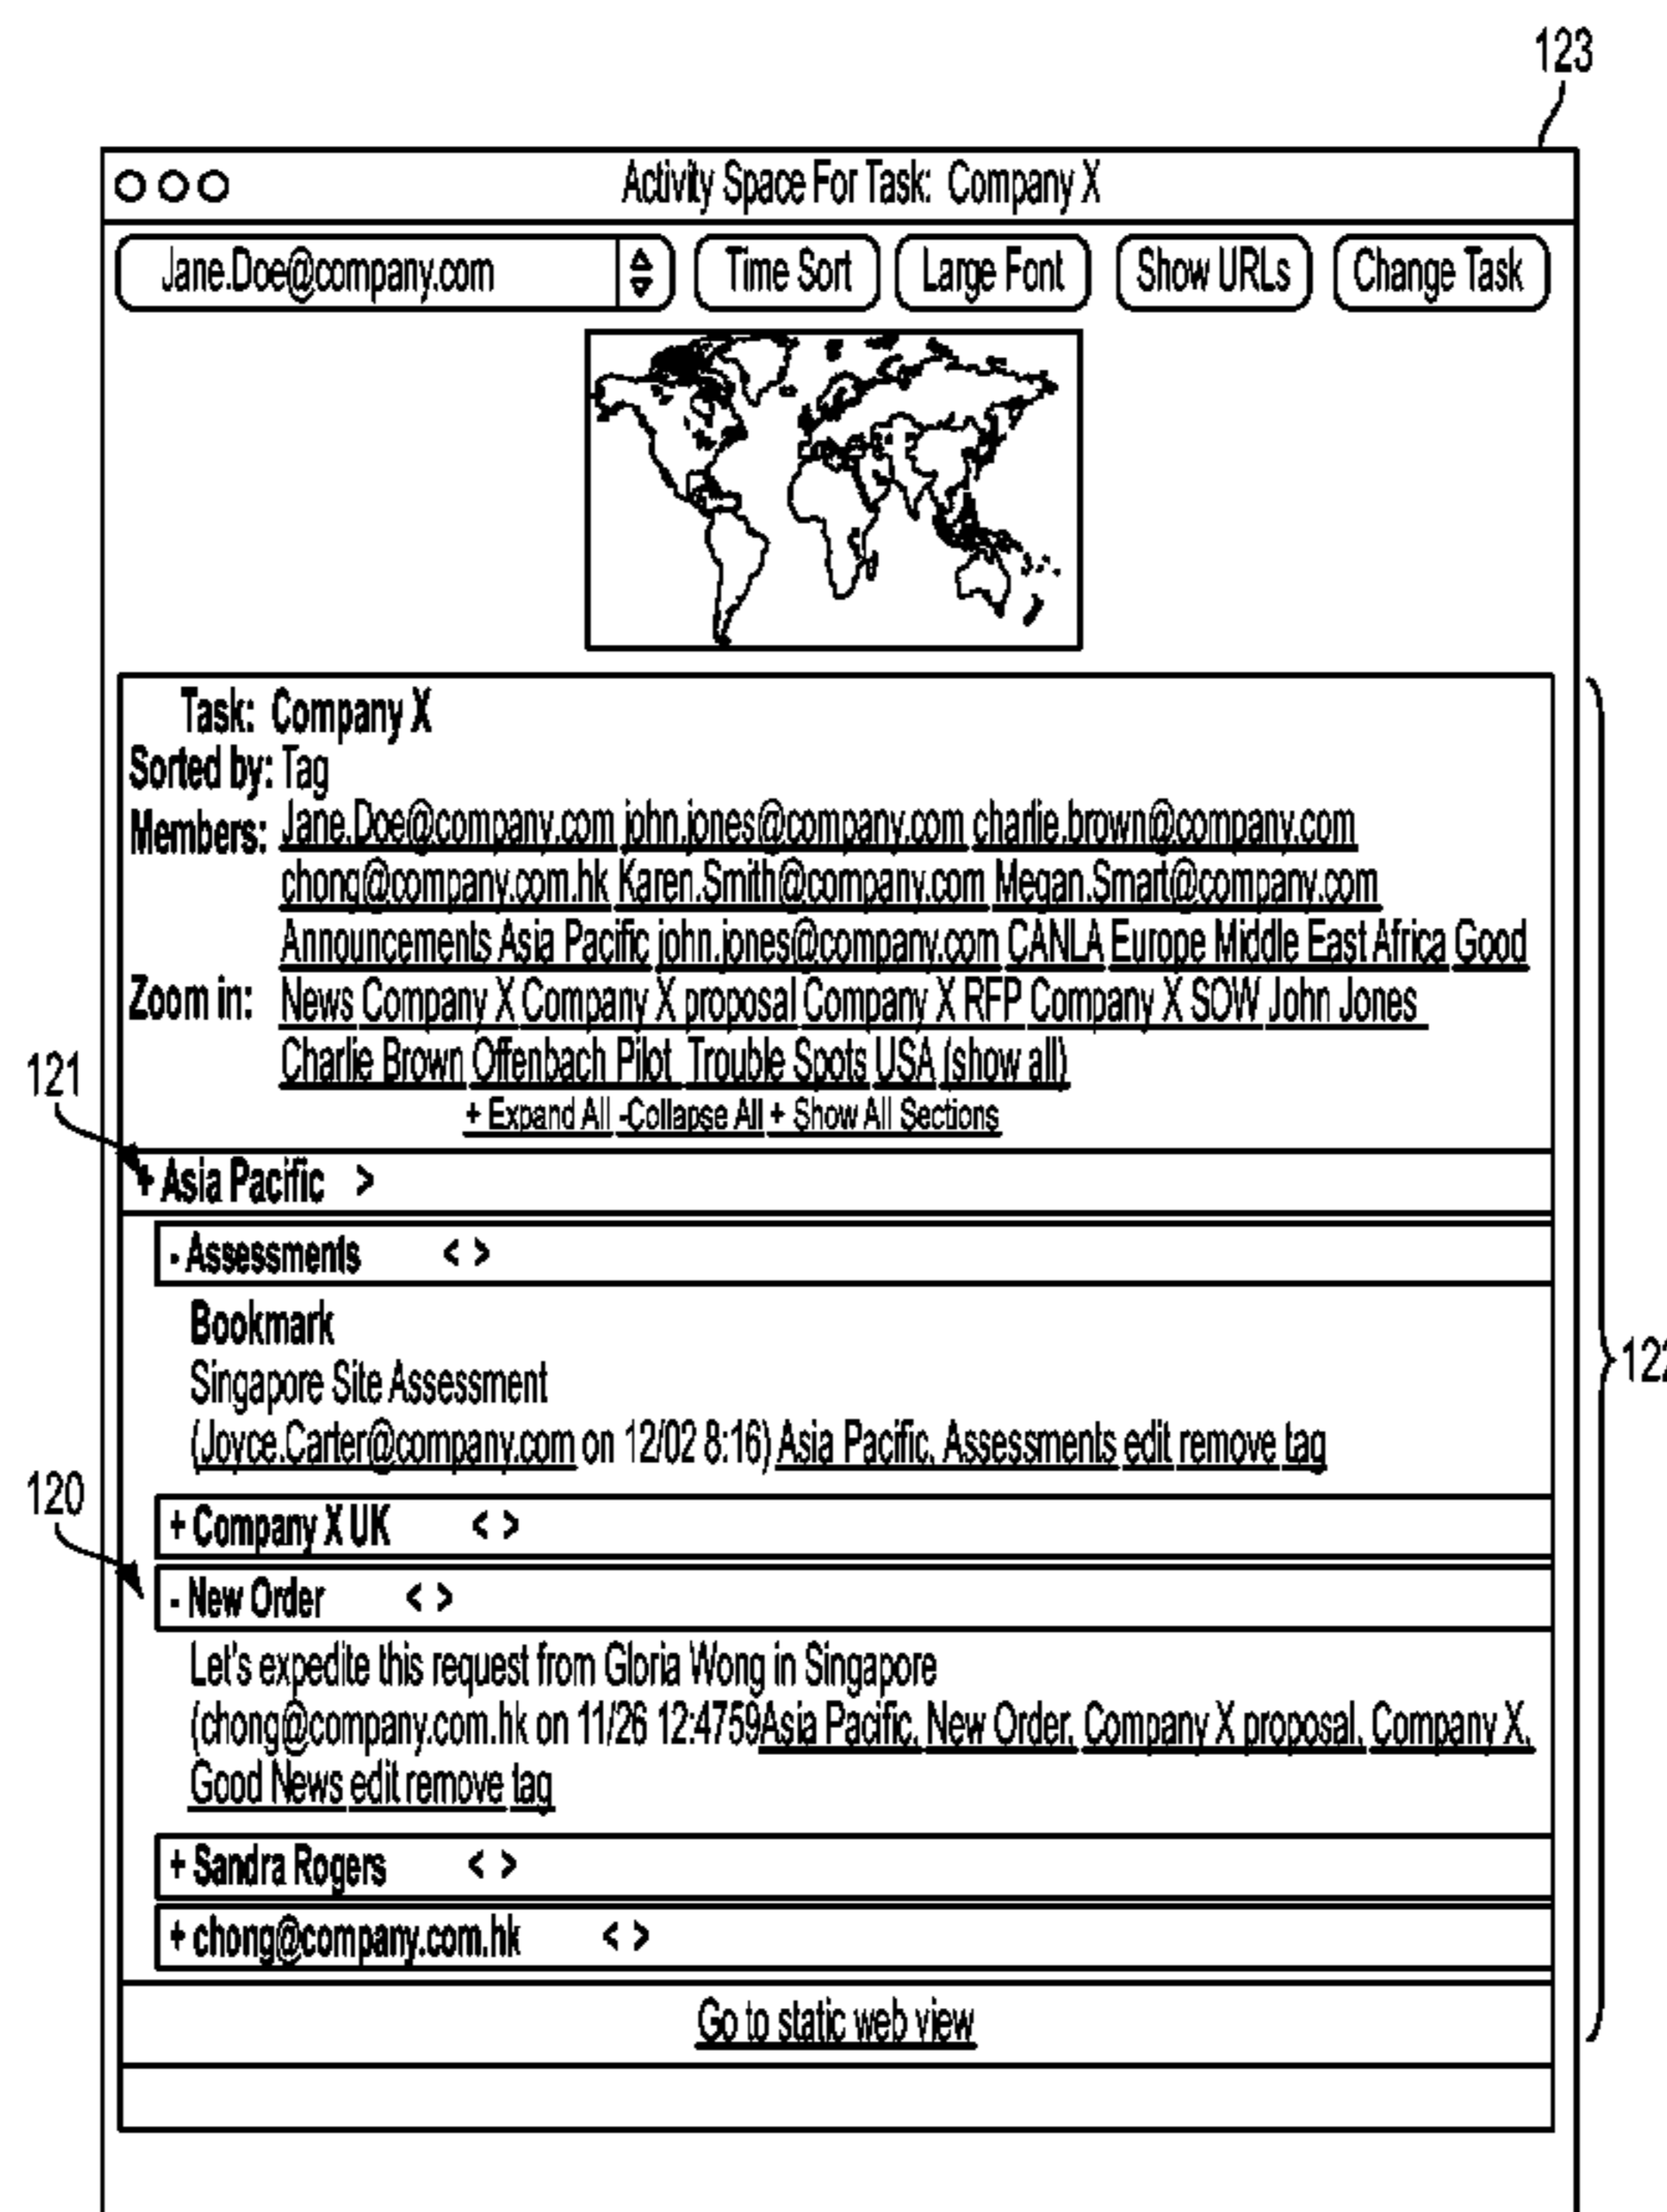 123
Activity Space For Task: Company X
Jane.Doe@company.com Time Sort Large Font Show URLs Change Task
Task: Company X
Sorted by: Tag
Members: Jane.Doe@company.com john.jones@company.com charlie.brown@company.com
chong@company.com.hk Karen.Smith@company.com Megan.Smart@company.com
Announcements Asia Pacific john.jones@company.com CANLA Europe Middle East Africa Good
Zoom in: News Company X Company X proposal Company X RFP Company X SOW John Jones
Charlie Brown Offenbach Pilot Trouble Spots USA (show all)
121
+ Expand All -Collapse All + Show All Sections
+ Asia Pacific >
- Assessments < >
Bookmark
122
Singapore Site Assessment
(Joyce.Carter@company.com on 12/02 8:16) Asia Pacific, Assessments edit remove tag
120
+ Company X UK < >
- New Order < >
Let's expedite this request from Gloria Wong in Singapore
(chong@company.com.hk on 11/26 12:4759Asia Pacific, New Order, Company X proposal, Company X,
Good News edit remove tag
+ Sandra Rogers < >
+ chong@company.com.hk < >
Go to static web view